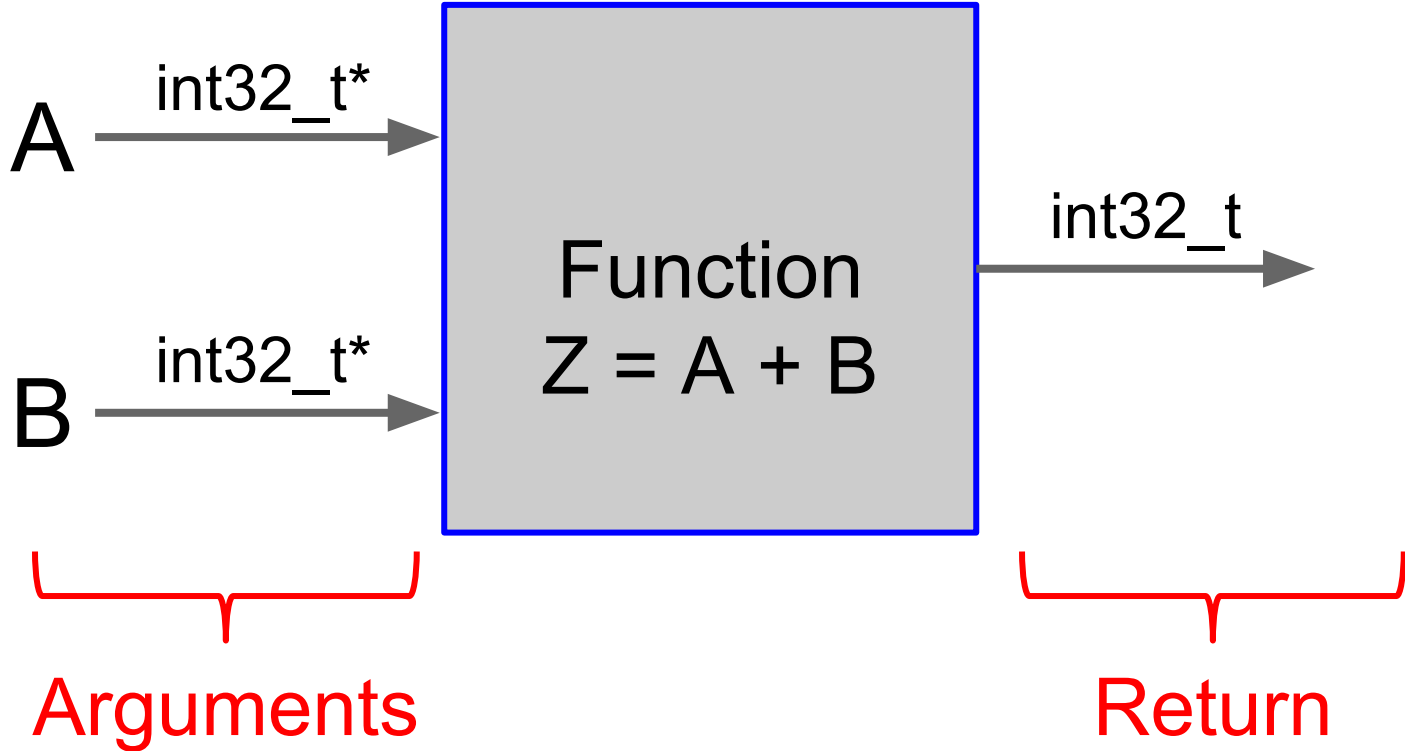 A
int32_t*
B
int32_t*
Function
Z = A + B
int32_t
Arguments
Return